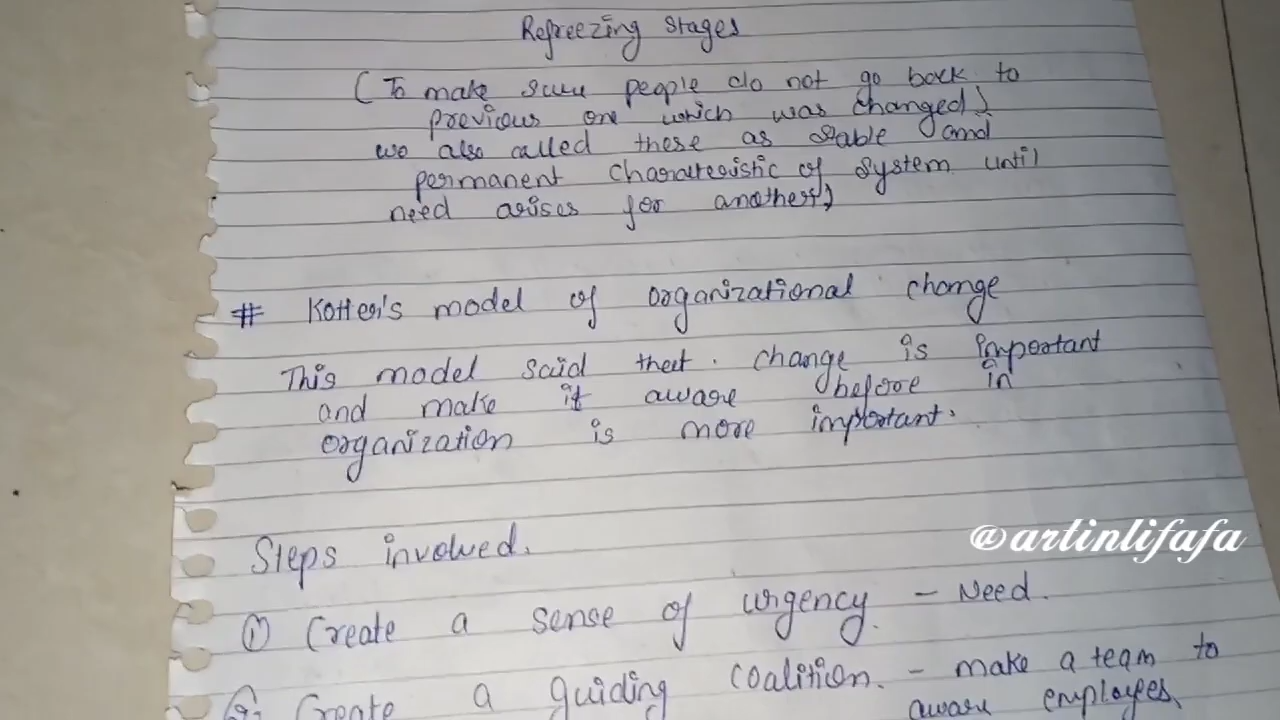 Refreezing stages
(To make sure people do not go back to
previous one which was changed)
we also called these as stable and
permanent characteristic of system until
need arises for another)
# Kotter's model of organizational change
This model said that change is important
and make it aware before in
organization is more important.
@artinlifafa
Steps involved.
① Create a sense of urgency. - Need.
② Create a guiding coalition. - make a team to
aware employees,